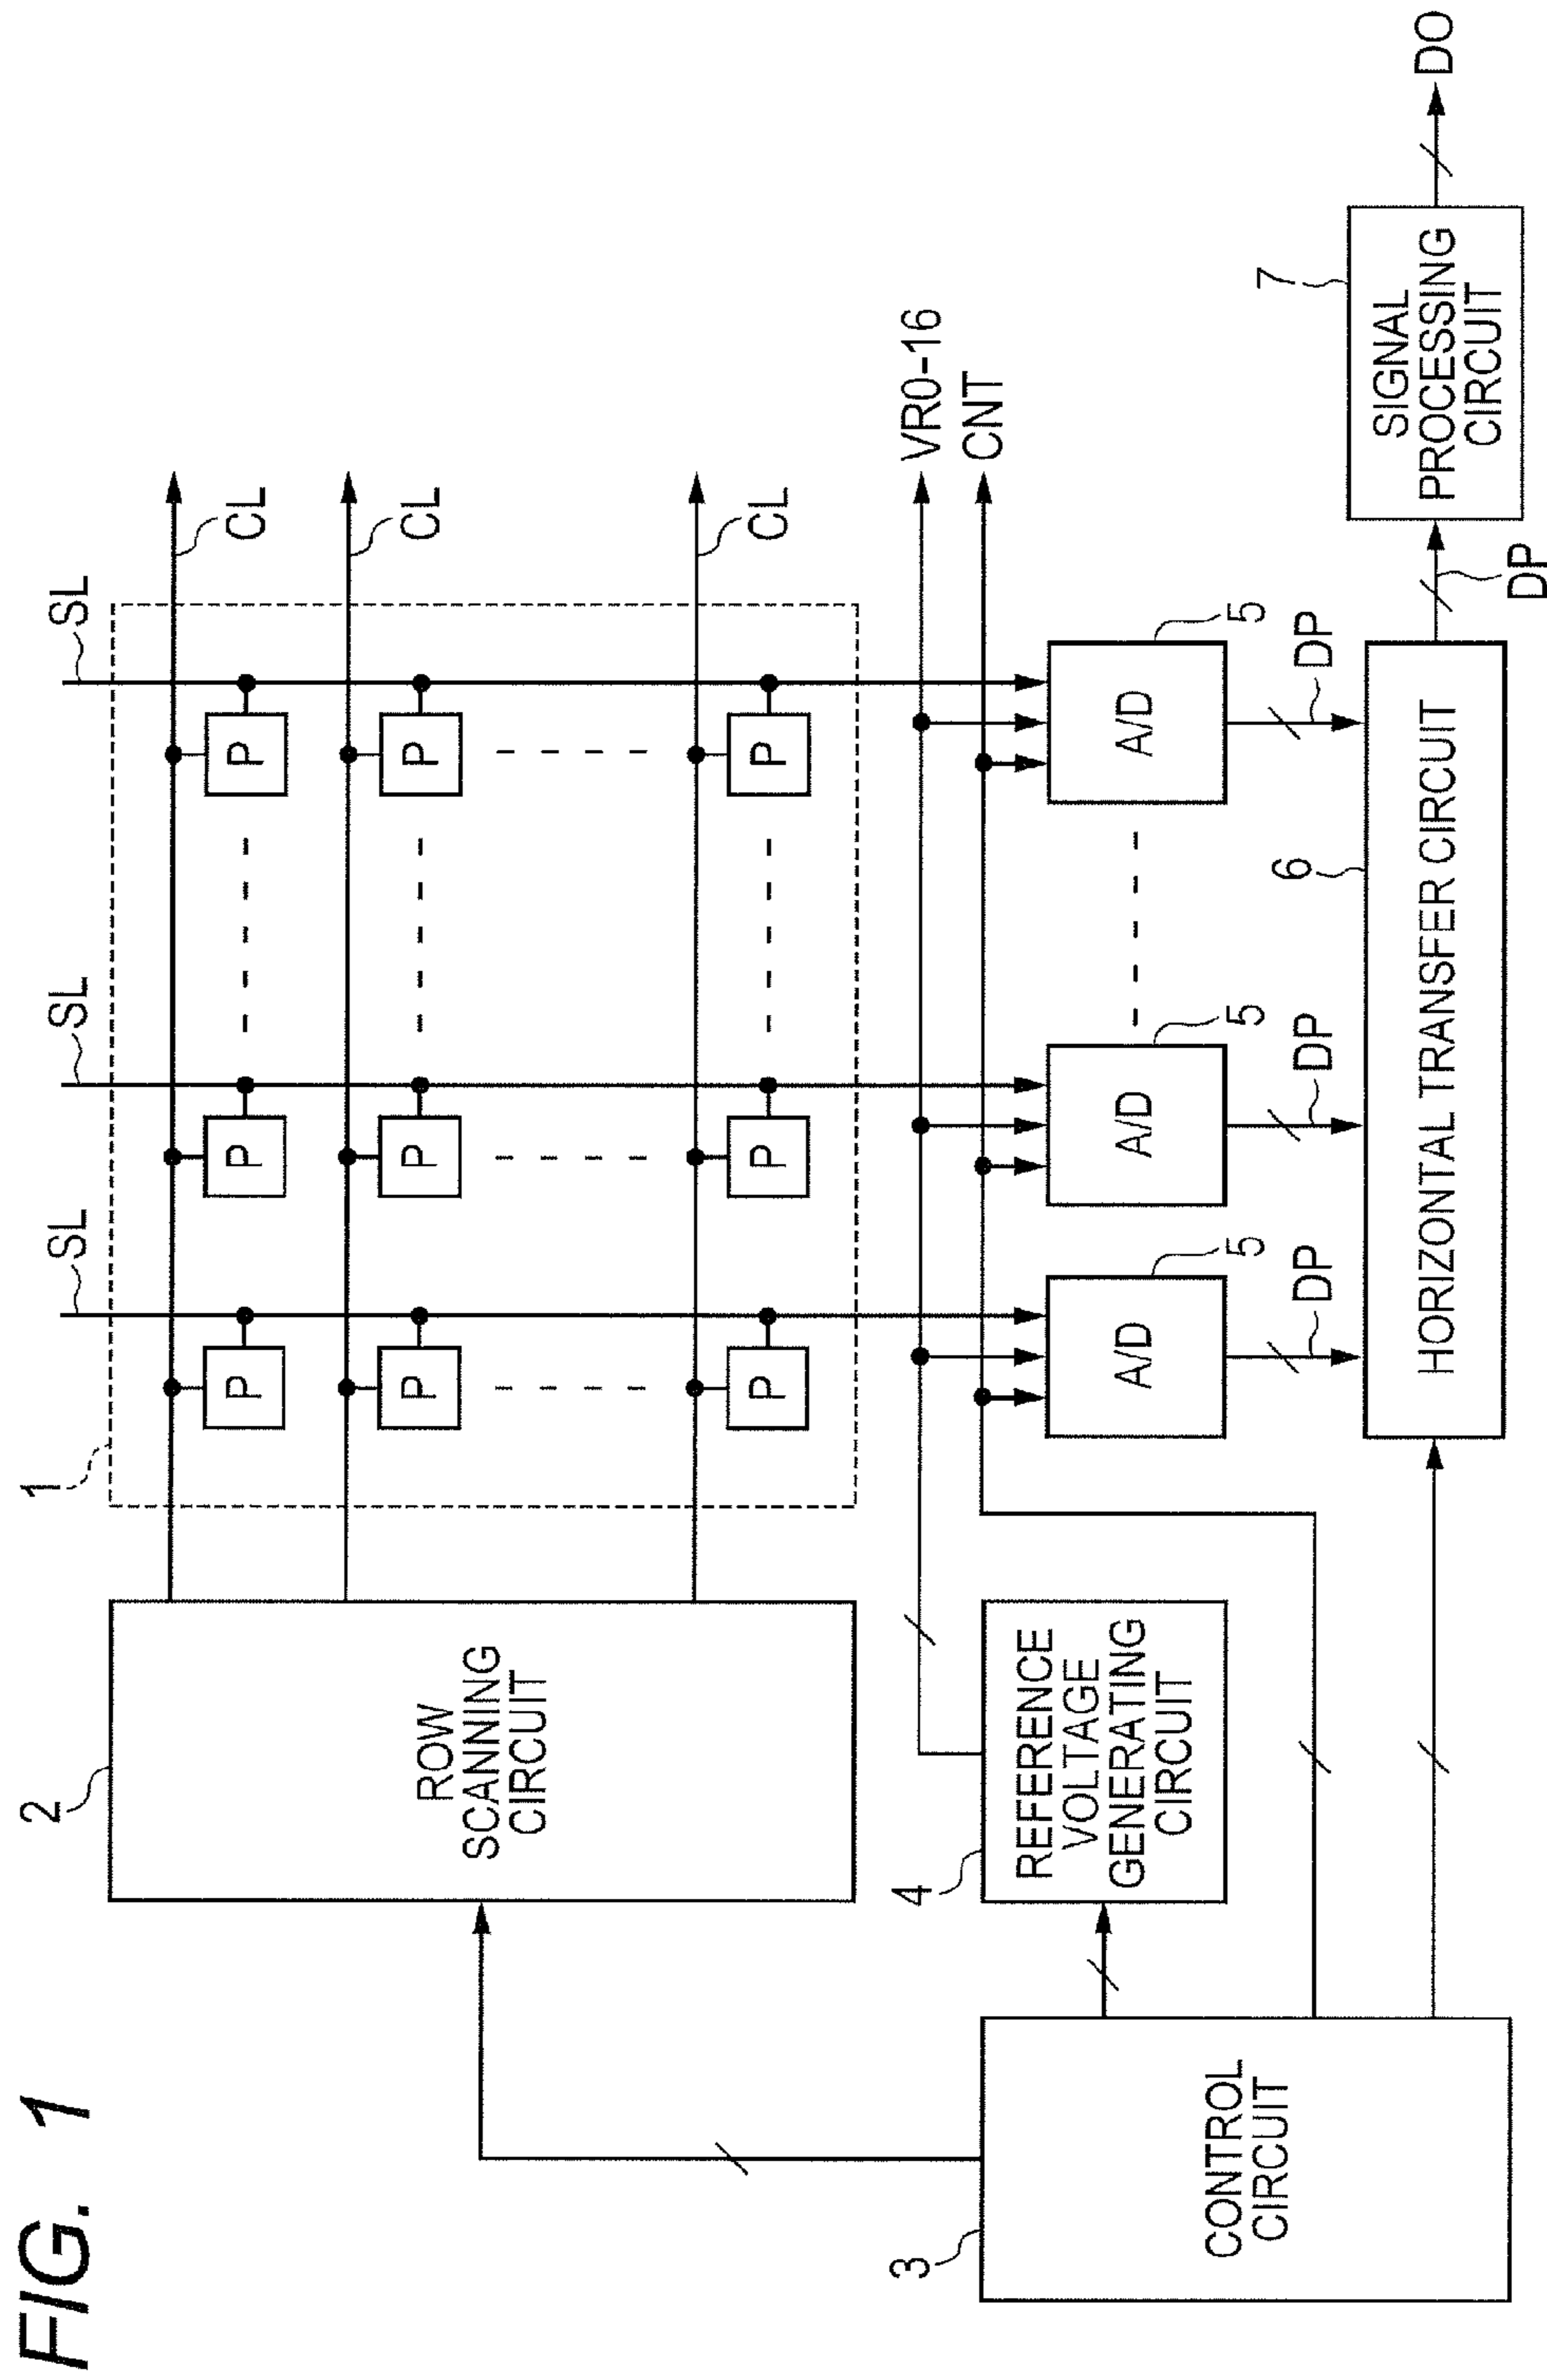 FIG. 1
SL
SL
SL
1
CL
P
P
P
2
ROW
SCANNING
CIRCUIT
CL
P
P
P
CL
P
P
P
VR0-16
CNT
4
REFERENCE
VOLTAGE
GENERATING
CIRCUIT
A/D
5
A/D
5
A/D
5
3
CONTROL
CIRCUIT
DP
DP
DP
6
HORIZONTAL TRANSFER CIRCUIT
DP
7
SIGNAL
PROCESSING
CIRCUIT
DO